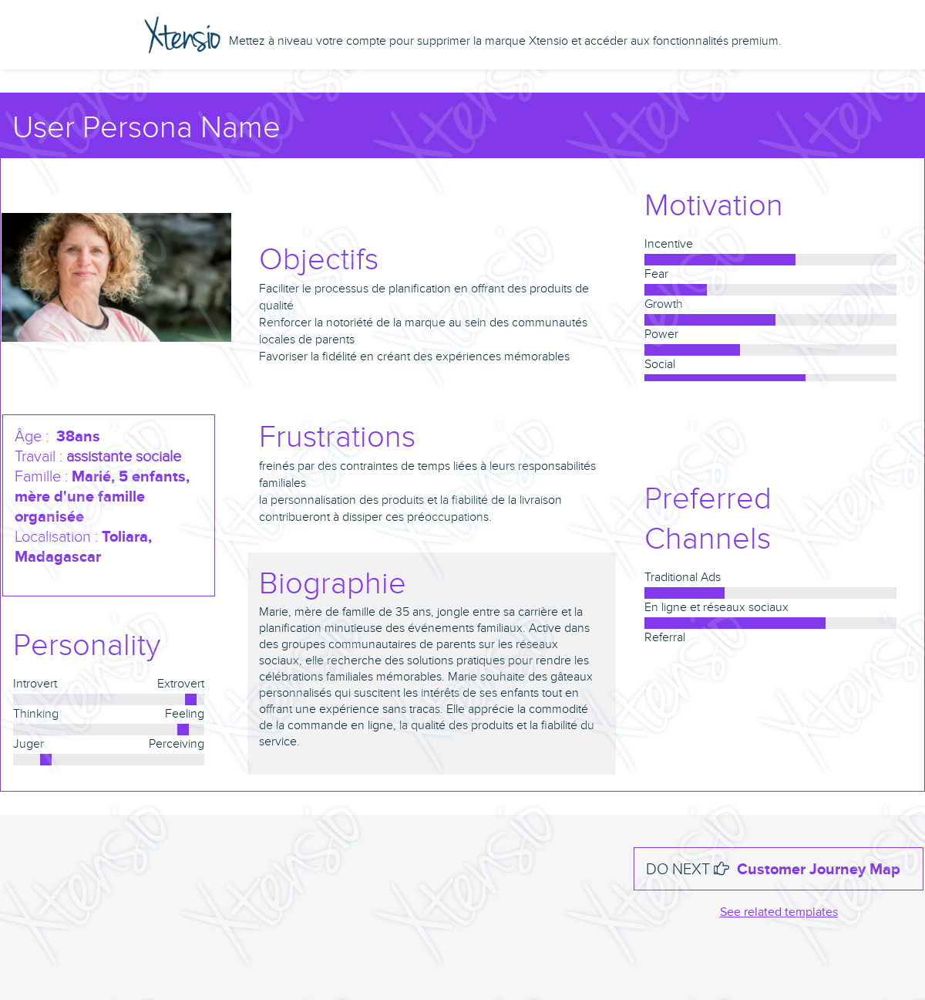 Xtensio Mettez à niveau votre compte pour supprimer la marque Xtensio et accéder aux fonctionnalités premium.
User Persona Name
Objectifs
Faciliter le processus de planification en offrant des produits de
qualité
Renforcer la notoriété de la marque au sein des communautés
locales de parents
Favoriser la fidélité en créant des expériences mémorables
Motivation
Incentive
Fear
Growth
Power
Social
Âge : 38ans
Travail : assistante sociale
Famille : Marié, 5 enfants,
mère d'une famille
organisée
Localisation : Toliara,
Madagascar
Frustrations
freinés par des contraintes de temps liées à leurs responsabilités
familiales
la personnalisation des produits et la fiabilité de la livraison
contribueront à dissiper ces préoccupations.
Preferred
Channels
Traditional Ads
En ligne et réseaux sociaux
Referral
Biographie
Marie, mère de famille de 35 ans, jongle entre sa carrière et la
planification minutieuse des événements familiaux. Active dans
des groupes communautaires de parents sur les réseaux
sociaux, elle recherche des solutions pratiques pour rendre les
célébrations familiales mémorables. Marie souhaite des gâteaux
personnalisés qui suscitent les intérêts de ses enfants tout en
offrant une expérience sans tracas. Elle apprécie la commodité
de la commande en ligne, la qualité des produits et la fiabilité du
service.
Personality
Introvert Extrovert
Thinking Feeling
Juger Perceiving
DO NEXT Customer Journey Map
See related templates